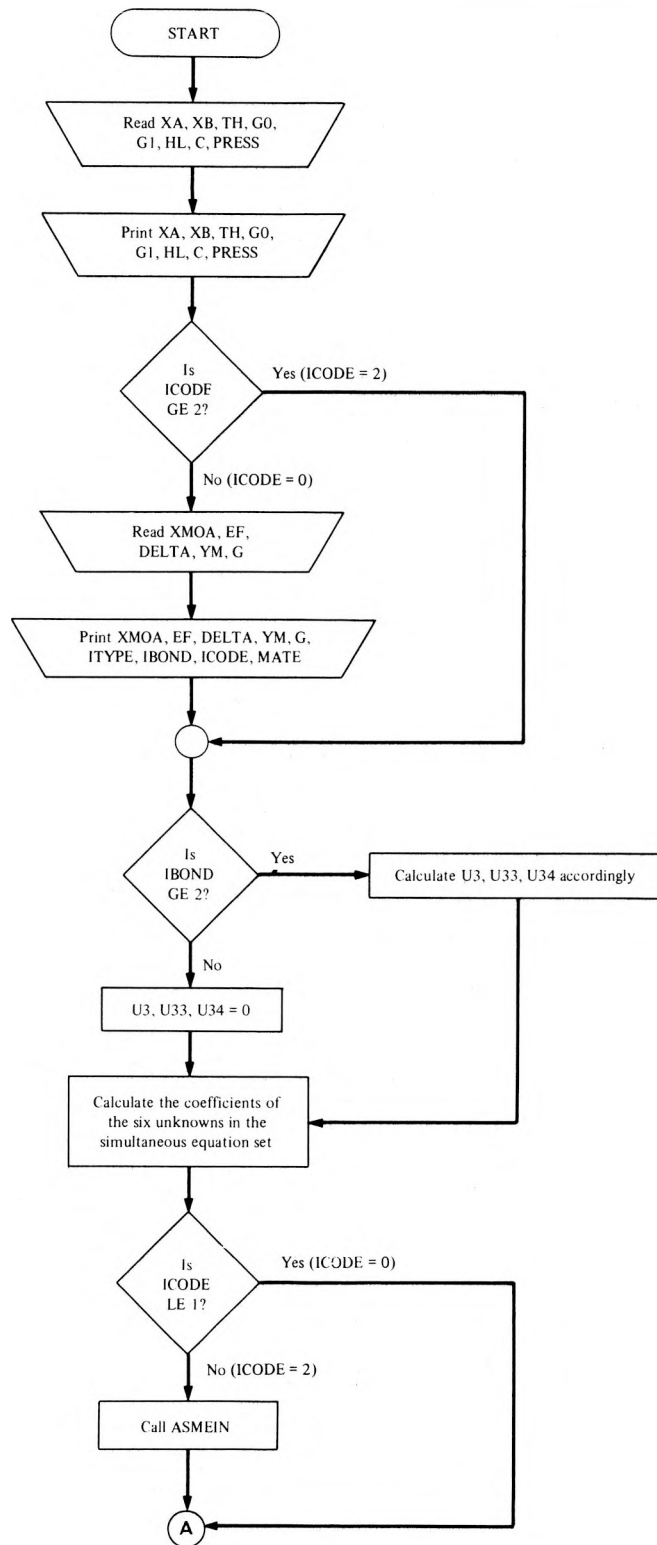 START
Read XA, XB, TH, G0,
G1, HL, C, PRESS
Print XA, XB, TH, G0,
G1, HL, C, PRESS
Is
ICODE
GE 2?
Yes (ICODE = 2)
No (ICODE = 0)
Read XMOA, EF,
DELTA, YM, G
Print XMOA, EF, DELTA, YM, G,
ITYPE, IBOND, ICODE, MATE
Is
IBOND
GE 2?
Yes
Calculate U3, U33, U34 accordingly
No
U3, U33, U34 = 0
Calculate the coefficients of
the six unknowns in the
simultaneous equation set
Is
ICODE
LE 1?
Yes (ICODE = 0)
No (ICODE = 2)
Call ASMEIN
A